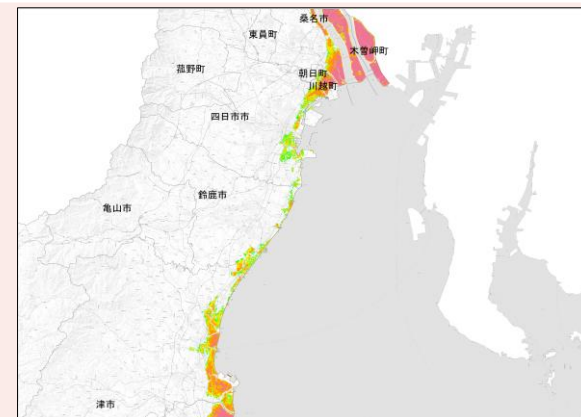 桑名市
東員町
木曽岬町
菰野町
朝日町
川越町
四日市市
鈴鹿市
亀山市
津市